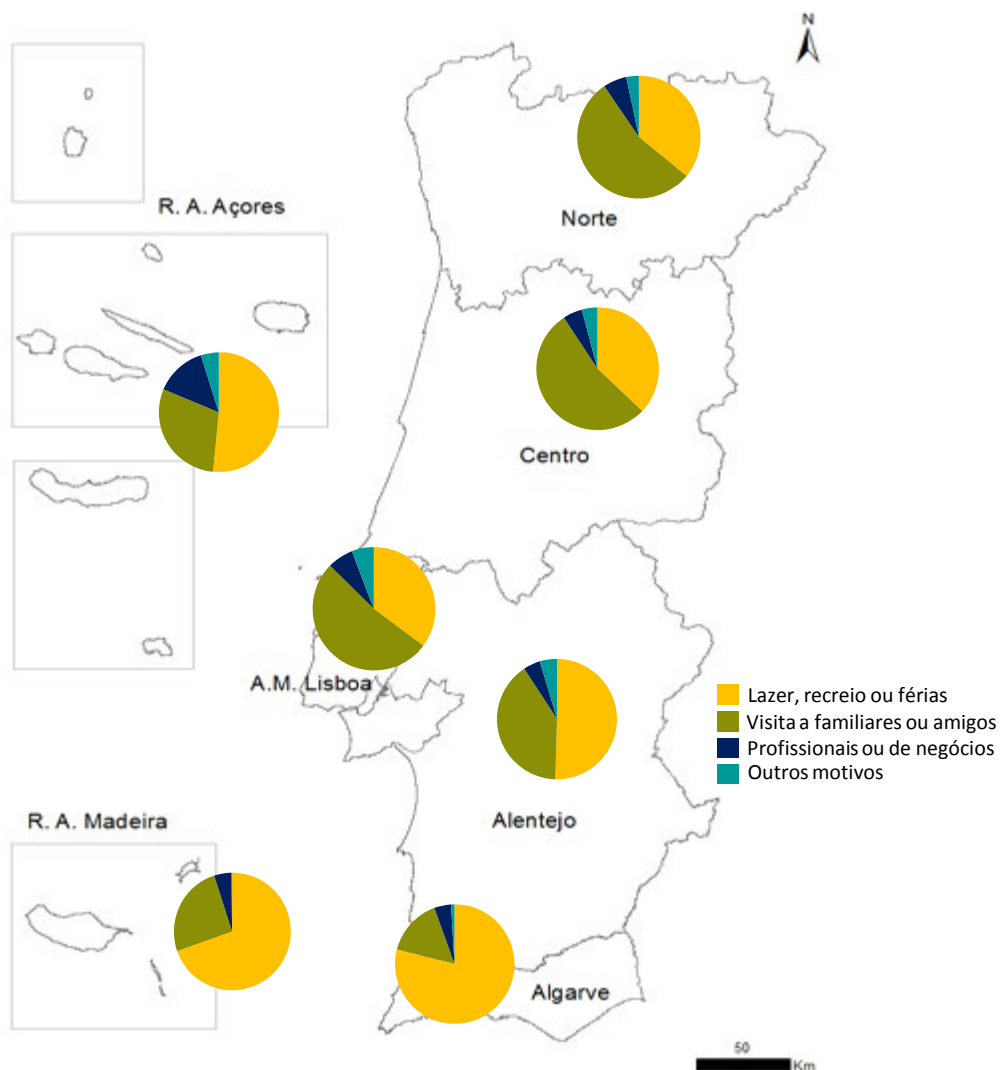 N
Norte
R. A. Açores
Centro
A.M. Lisboa
Lazer, recreio ou férias
Visita a familiares ou amigos
Profissionais ou de negócios
Outros motivos
Alentejo
R. A. Madeira
Algarve
50
Km